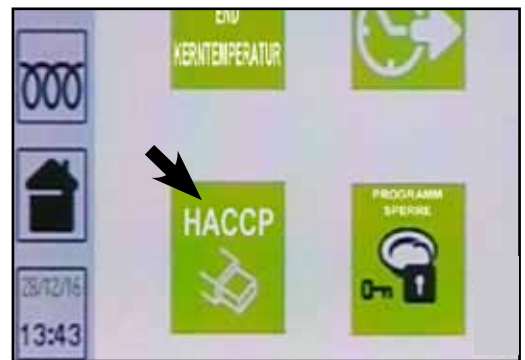 END
KERNTEMPERATUR
HACCP
PROGRAMM
SPERRE
28/12/16
13:43